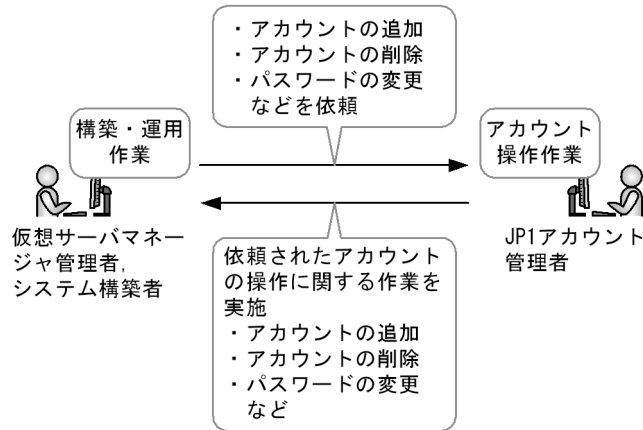 ・アカウントの追加
・アカウントの削除
・パスワードの変更
などを依頼
構築・運用
作業
アカウント
操作作業
仮想サーバマネー
ジャ管理者,
システム構築者
JP1アカウント
管理者
依頼されたアカウント
の操作に関する作業を
実施
・アカウントの追加
・アカウントの削除
・パスワードの変更
など